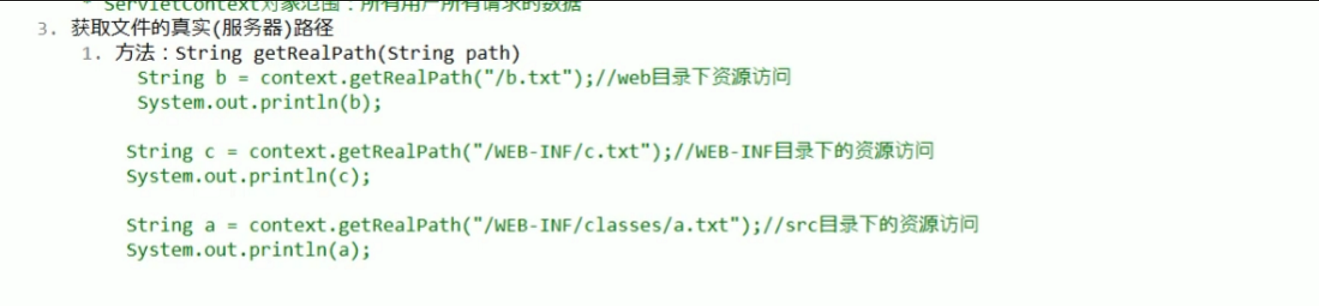 * ServletContext对象范围：所有用户所有请求的数据
3. 获取文件的真实(服务器)路径
1. 方法：String getRealPath(String path)
String b = context.getRealPath("/b.txt");//web目录下资源访问
System.out.println(b);
String c = context.getRealPath("/WEB-INF/c.txt");//WEB-INF目录下的资源访问
System.out.println(c);
String a = context.getRealPath("/WEB-INF/classes/a.txt");//src目录下的资源访问
System.out.println(a);